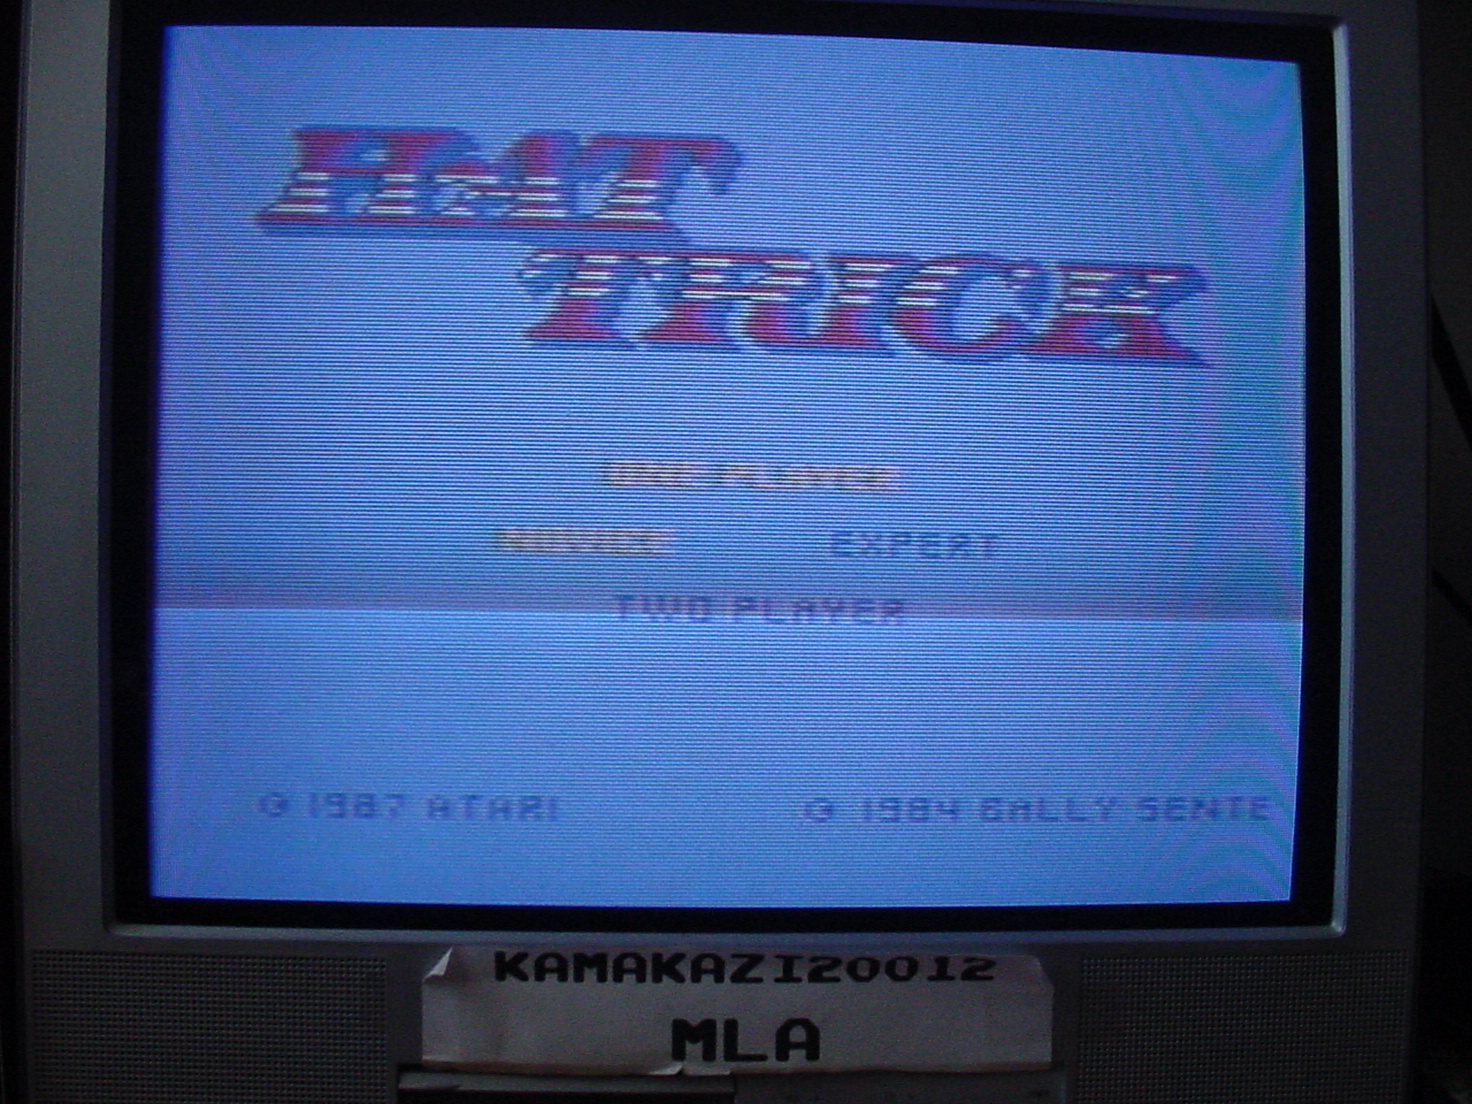 HAT
TRICK
ONE PLAYER
NOVICE EXPERT
TWO PLAYER
© 1987 ATARI © 1984 BALLY SENTE
KAMAKAZI20012
MLA